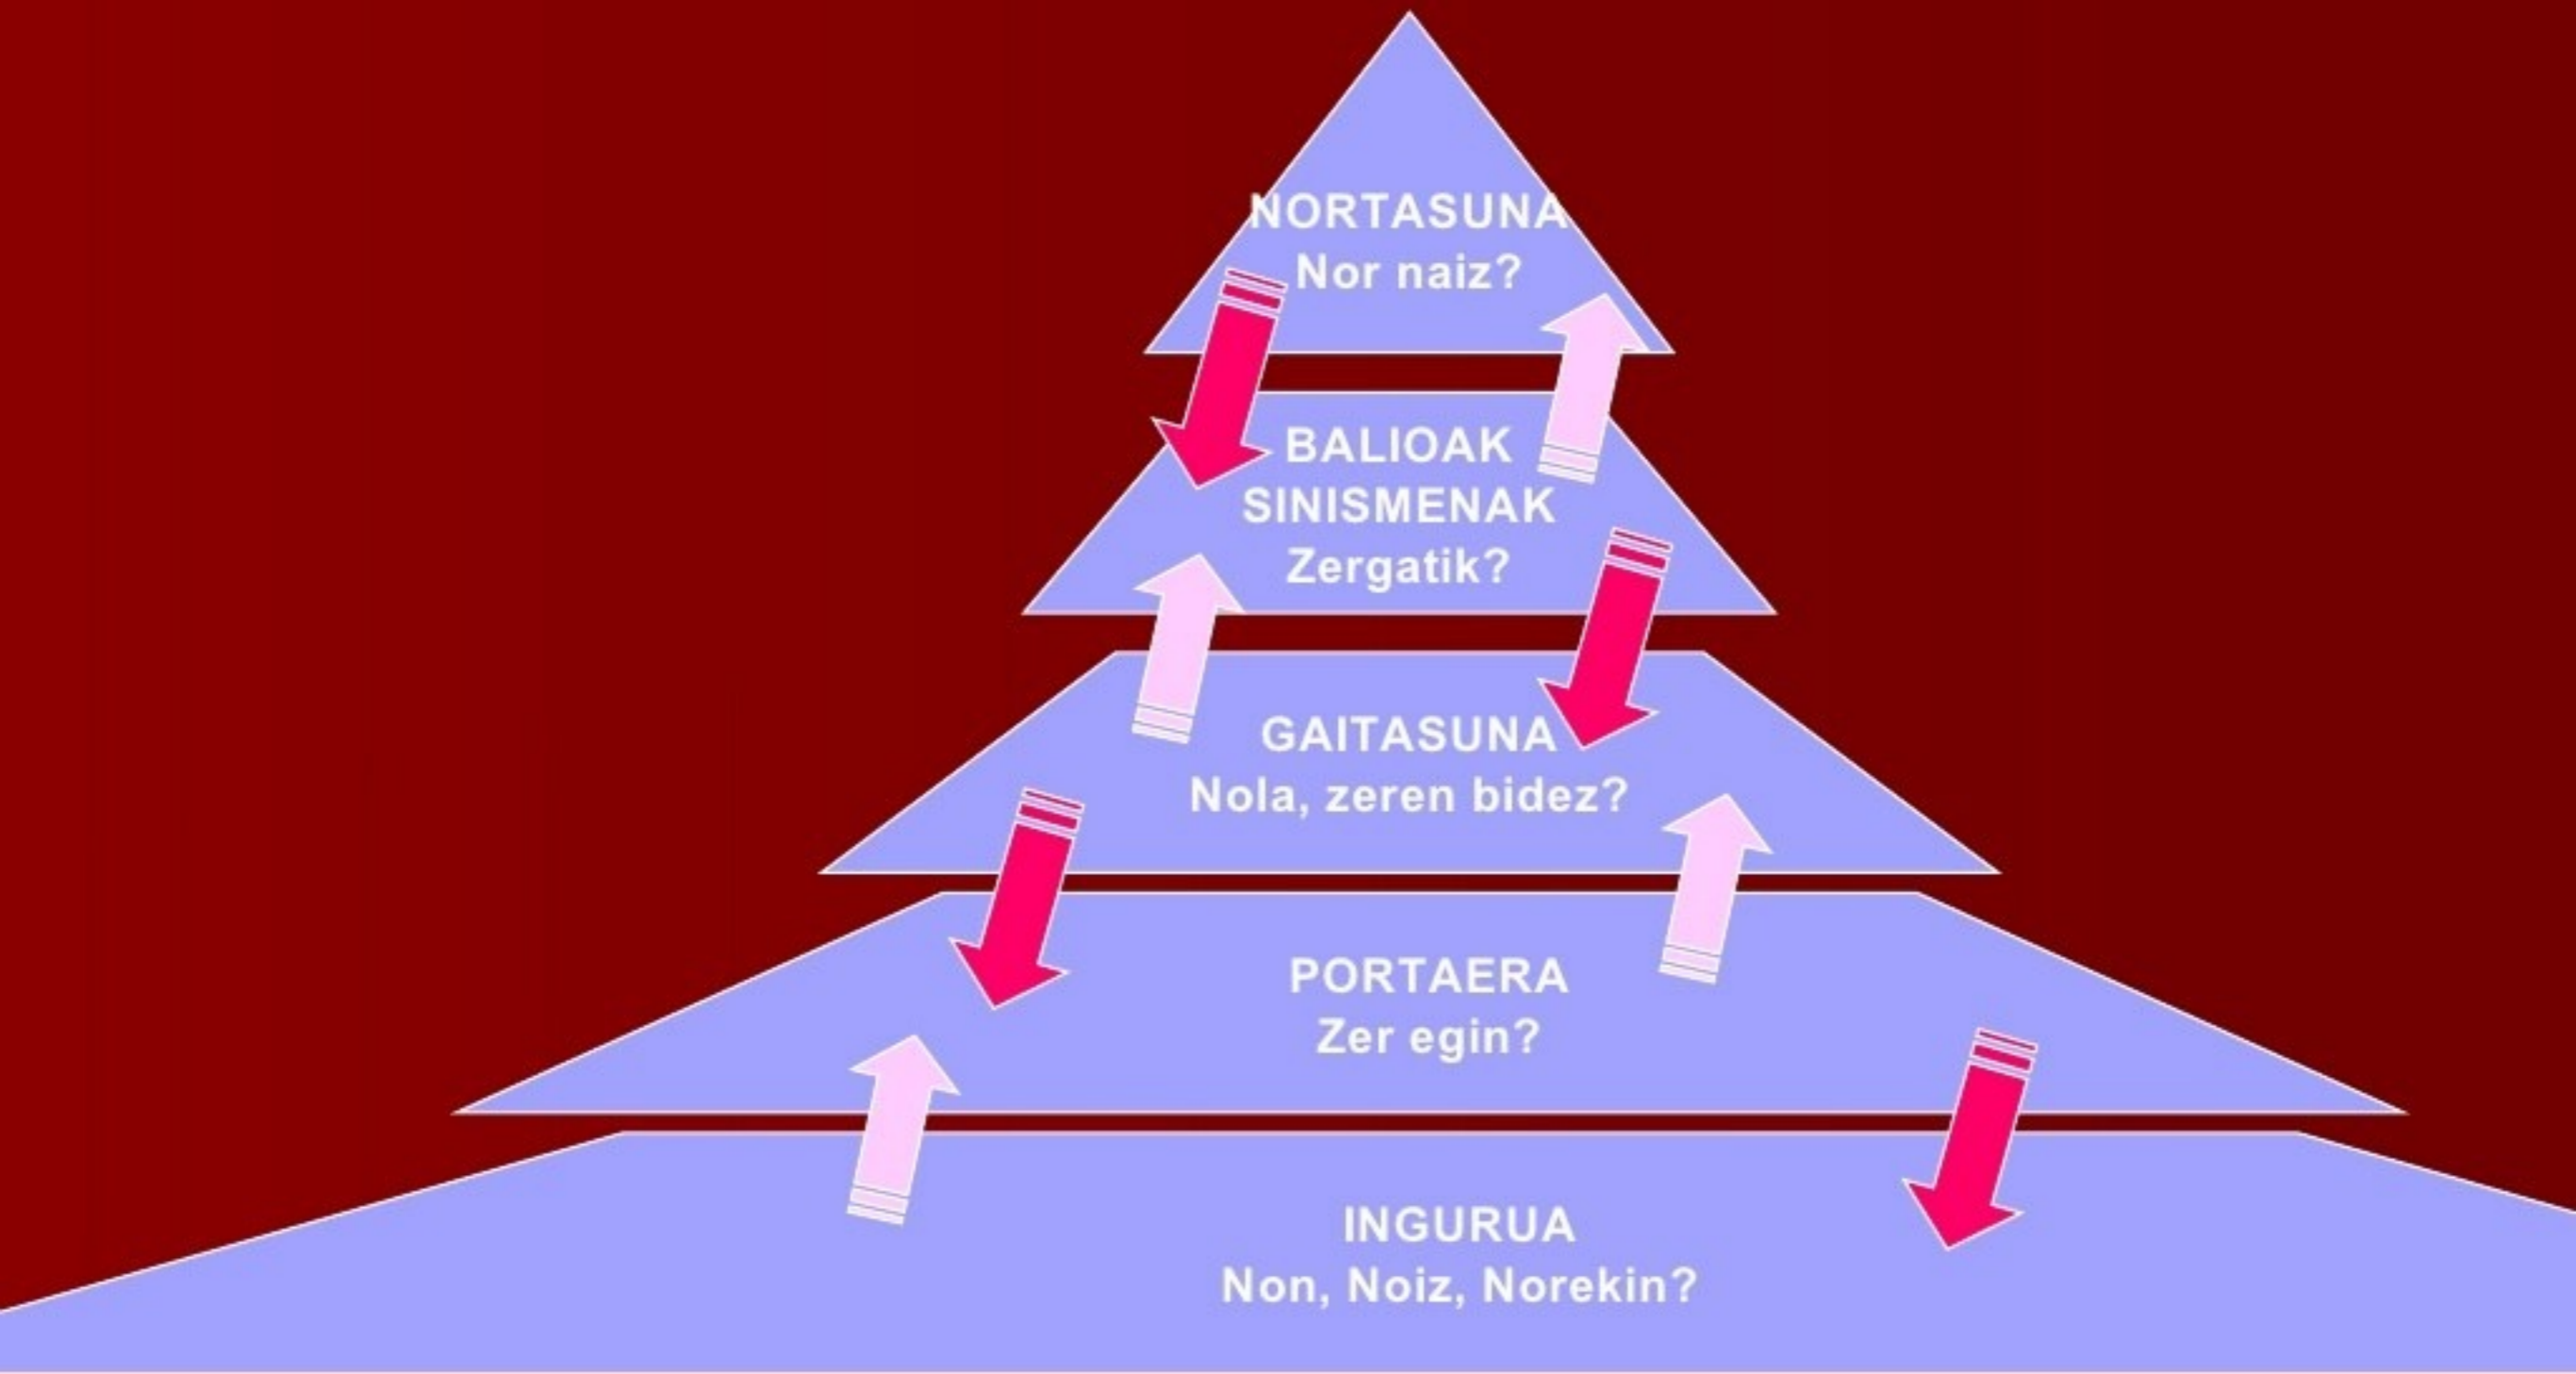 NORTASUNA
Nor naiz?
BALIOAK
SINISMENAK
Zergatik?
GAITASUNA
Nola, zeren bidez?
PORTAERA
Zer egin?
INGURUA
Non, Noiz, Norekin?